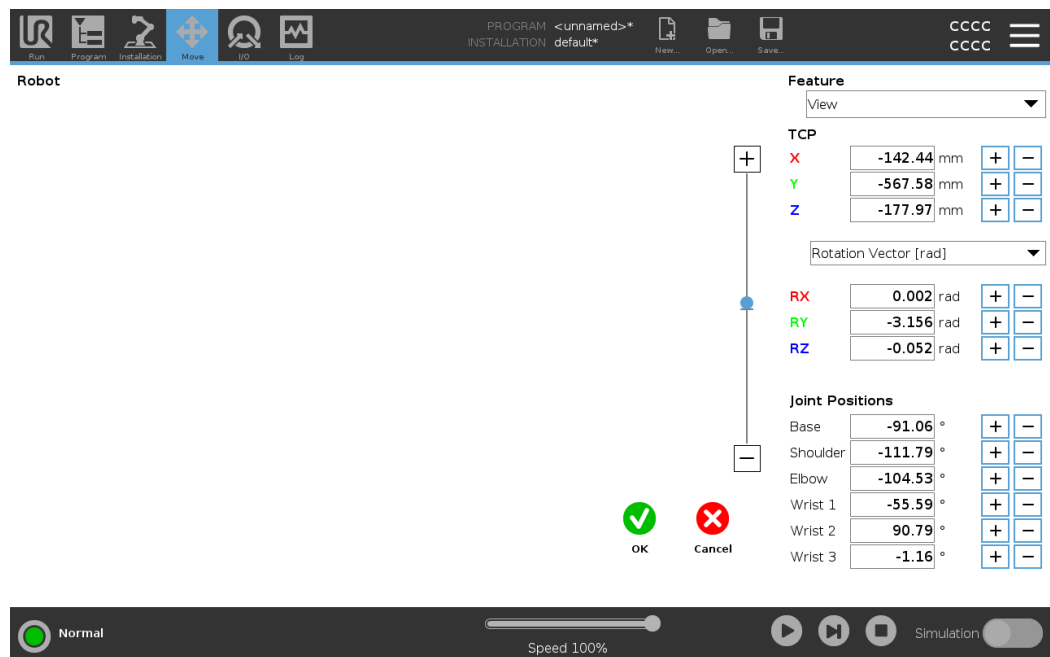 PROGRAM <unnamed>*
INSTALLATION default*
CCCC
CCCC
Run Program Installation Move I/O Log New... Open... Save...
Robot
Feature
View
TCP
X -142.44 mm
Y -567.58 mm
Z -177.97 mm
Rotation Vector [rad]
RX 0.002 rad
RY -3.156 rad
RZ -0.052 rad
Joint Positions
Base -91.06 °
Shoulder -111.79 °
Elbow -104.53 °
Wrist 1 -55.59 °
Wrist 2 90.79 °
Wrist 3 -1.16 °
OK Cancel
Normal
Speed 100%
Simulation